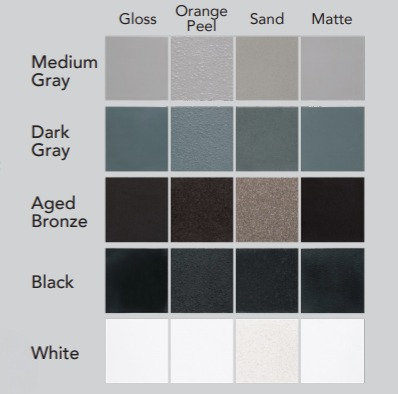 Gloss
Orange
Peel
Sand
Matte
Medium
Gray
Dark
Gray
Aged
Bronze
Black
White